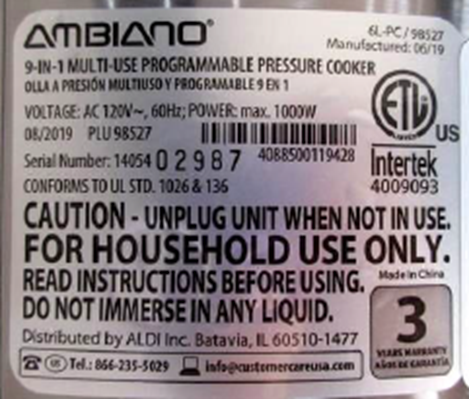 AMBIANO®
6L-PC / 98527
Manufactured: 06/19
9-IN-1 MULTI-USE PROGRAMMABLE PRESSURE COOKER
OLLA A PRESIÓN MULTIUSO Y PROGRAMABLE 9 EN 1
VOLTAGE: AC 120V~, 60Hz; POWER: max. 1000W
08/2019 PLU 98527
Serial Number: 14054 02987 4088500119428
CONFORMS TO UL STD. 1026 & 136
ETL US
LISTED
Intertek
4009093
CAUTION - UNPLUG UNIT WHEN NOT IN USE.
FOR HOUSEHOLD USE ONLY.
READ INSTRUCTIONS BEFORE USING.
DO NOT IMMERSE IN ANY LIQUID.
Made in China
3
YEARS WARRANTY
AÑOS DE GARANTÍA
Distributed by ALDI Inc. Batavia, IL 60510-1477
US Tel.: 866-235-5029 info@customercareusa.com